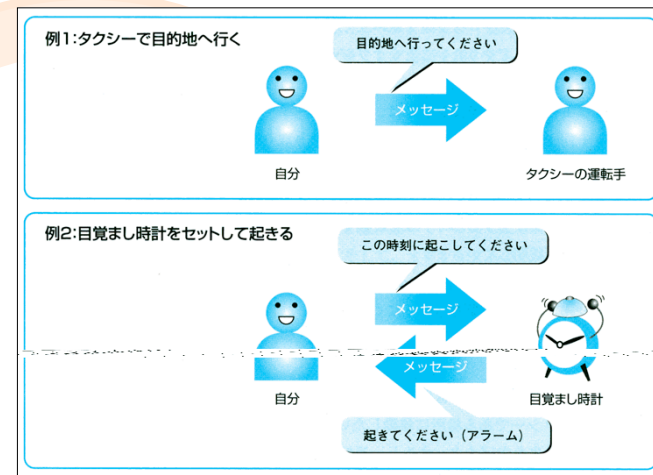 例1:タクシーで目的地へ行く
目的地へ行ってください
メッセージ
自分
タクシーの運転手
例2:目覚まし時計をセットして起きる
この時刻に起こしてください
メッセージ
メッセージ
自分
目覚まし時計
起きてください(アラーム)